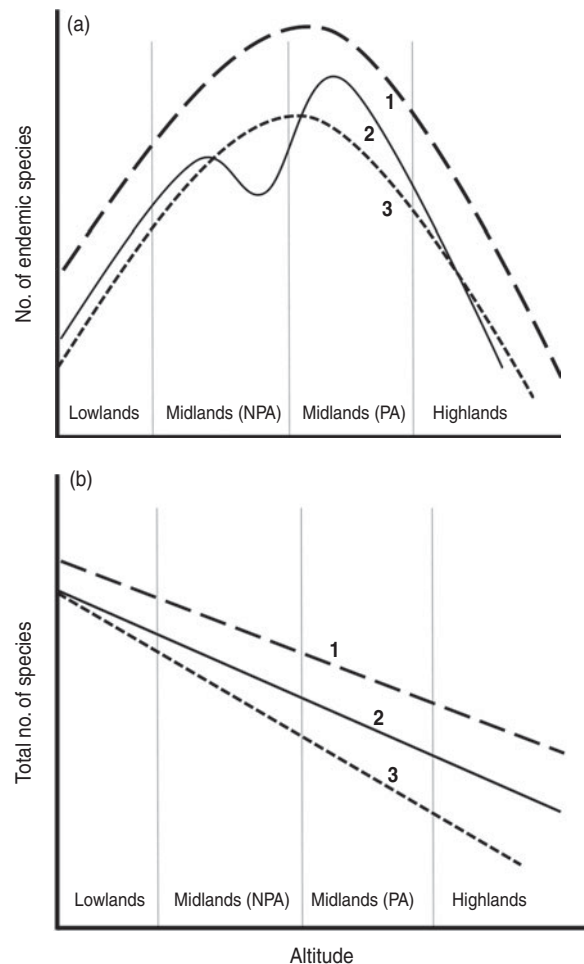 (a)
No. of endemic species
1
2
3
Lowlands Midlands (NPA) Midlands (PA) Highlands
(b)
Total no. of species
1
2
3
Lowlands Midlands (NPA) Midlands (PA) Highlands
Altitude